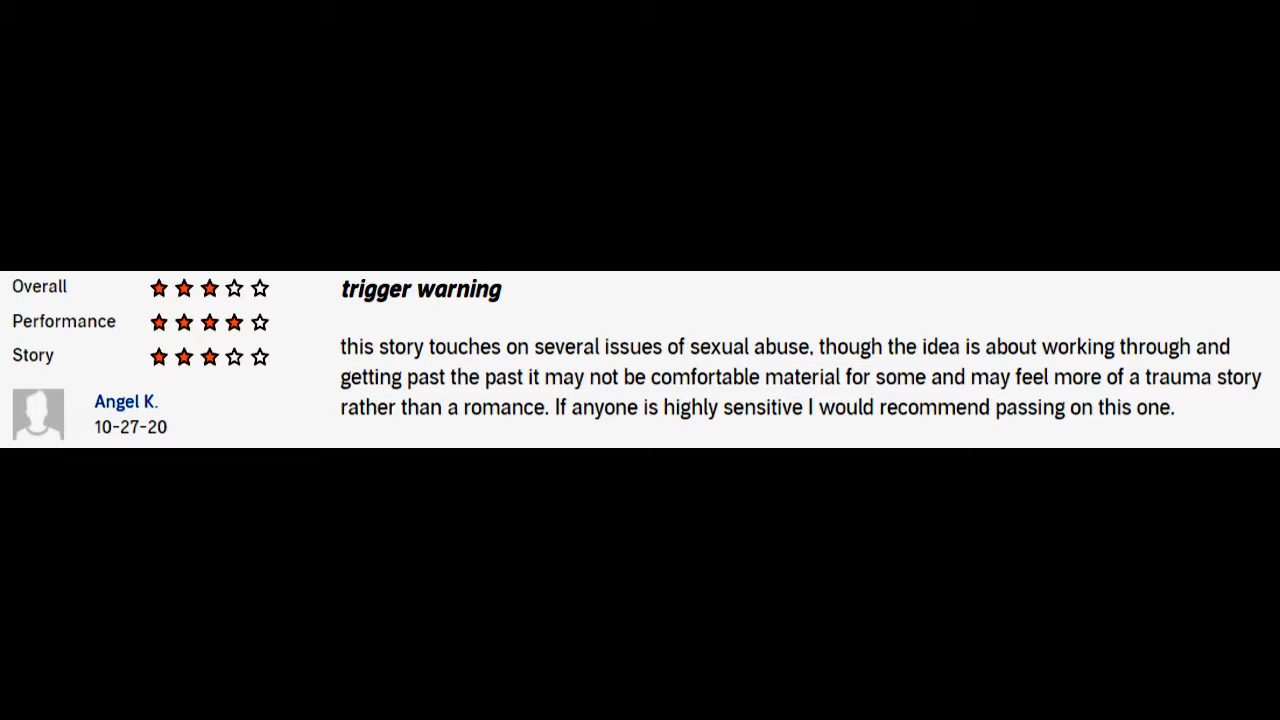 Overall
Performance
Story
Angel K.
10-27-20
trigger warning
this story touches on several issues of sexual abuse, though the idea is about working through and
getting past the past it may not be comfortable material for some and may feel more of a trauma story
rather than a romance. If anyone is highly sensitive I would recommend passing on this one.